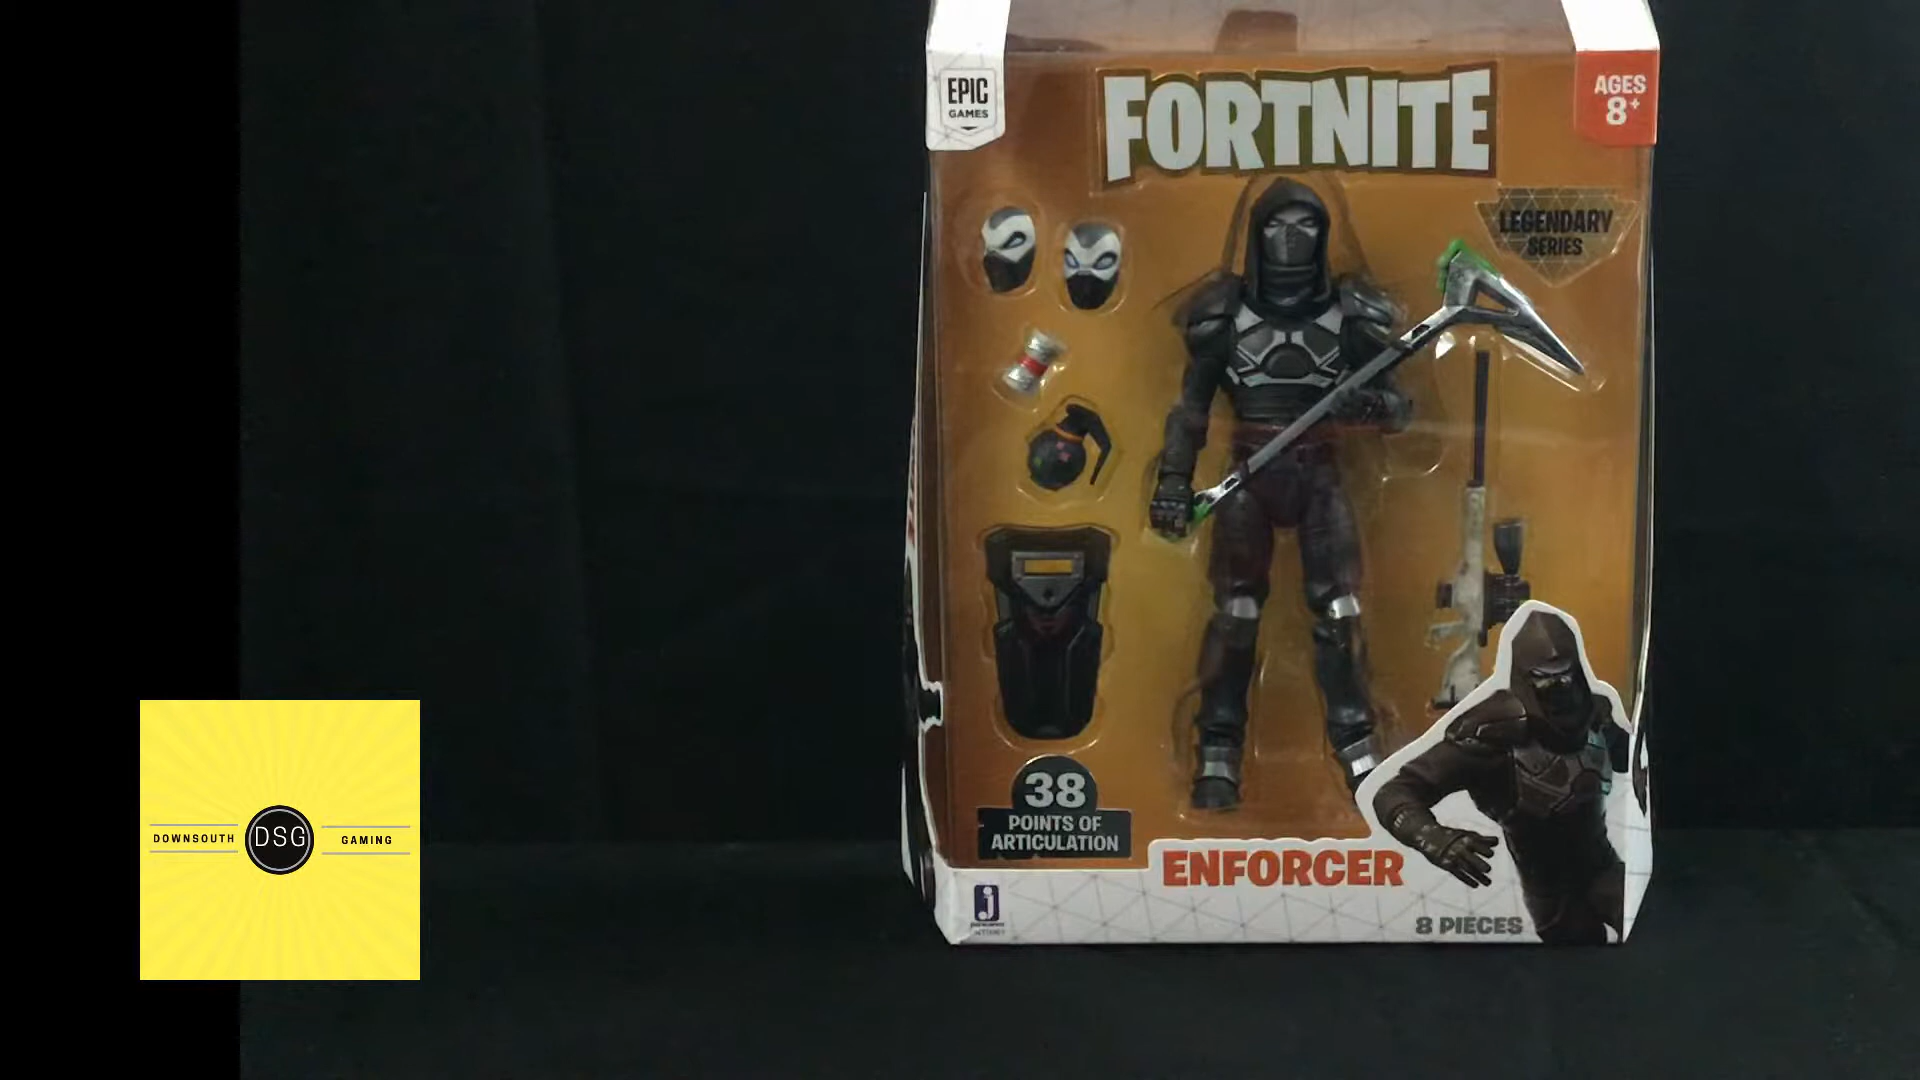 EPIC
GAMES
FORTNITE
AGES
8+
LEGENDARY
SERIES
38
POINTS OF
ARTICULATION
ENFORCER
8 PIECES
DOWNSOUTH
DSG
GAMING